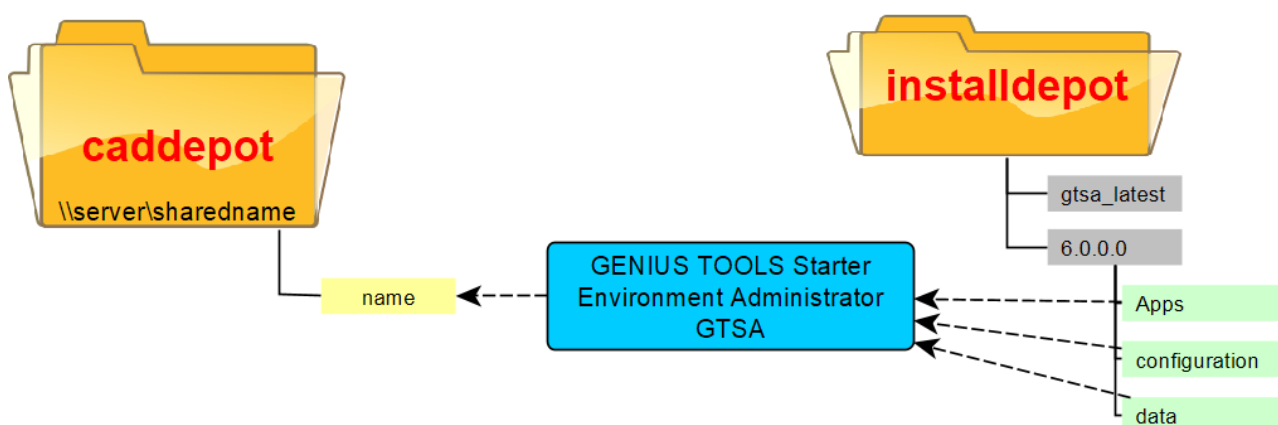 caddepot
\\server\sharedname
name
GENIUS TOOLS Starter
Environment Administrator
GTSA
installdepot
gtsa_latest
6.0.0.0
Apps
configuration
data